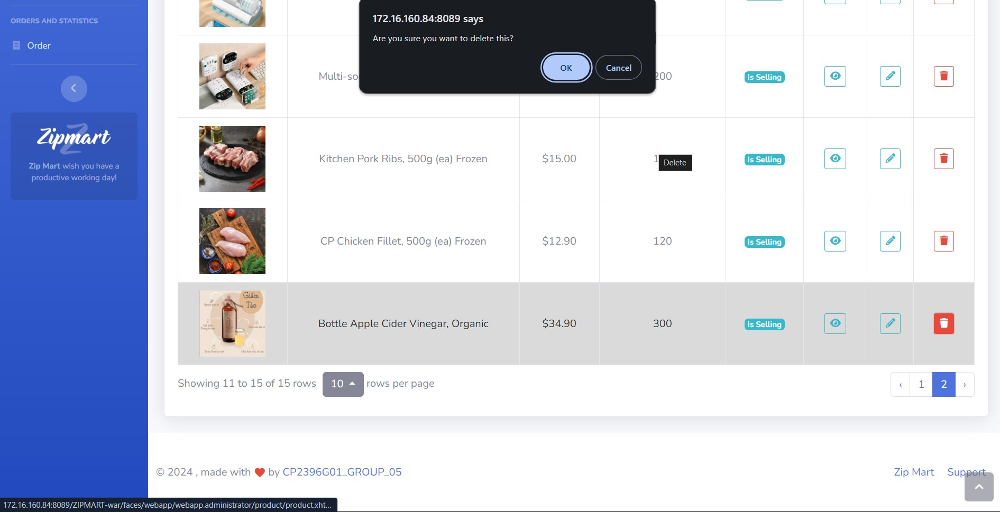 ORDERS AND STATISTICS
Order
Zipmart
Zip Mart wish you have a
productive working day!
172.16.160.84:8089 says
Are you sure you want to delete this?
OK
Cancel
Multi-so
200
Is Selling
Kitchen Pork Ribs, 500g (ea) Frozen
$15.00
1
Delete
Is Selling
CP Chicken Fillet, 500g (ea) Frozen
$12.90
120
Is Selling
Giấm
Táo
Bottle Apple Cider Vinegar, Organic
$34.90
300
Is Selling
Showing 11 to 15 of 15 rows
10
rows per page
‹ 1 2 ›
© 2024 , made with ❤ by CP2396G01_GROUP_05
Zip Mart
Support
172.16.160.84:8089/ZIPMART-war/faces/webapp/webapp.administrator/product/product.xht...